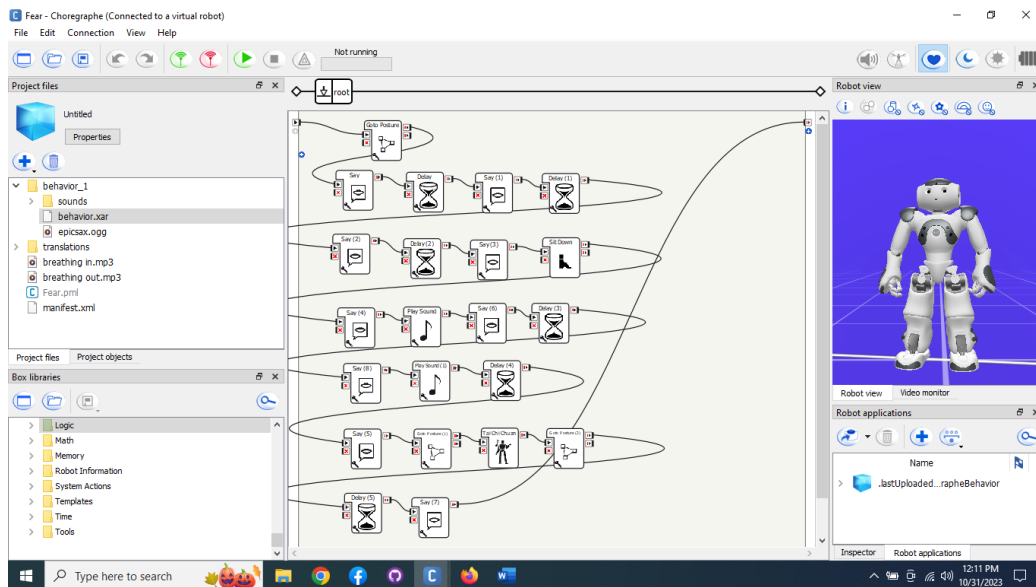 Fear - Choregraphe (Connected to a virtual robot)
File Edit Connection View Help
Not running
Project files
root
Robot view
Untitled
Properties
Goto Posture
Say Delay Say (1) Delay (1)
behavior_1
sounds
behavior.xar
epicsax.ogg
translations
breathing in.mp3
breathing out.mp3
Fear.pml
manifest.xml
Say (2) Delay (2) Say (3) Sit Down
Say (4) Play Sound Say (6) Delay (3)
Project files Project objects
Box libraries
Say (8) Play Sound (1) Delay (4)
Robot view Video monitor
Robot applications
Logic
Math
Memory
Robot Information
System Actions
Templates
Time
Tools
Say (5) Goto Posture (1) Tai Chi Chuan Goto Posture (2)
Name
.lastUploaded...rapheBehavior
Delay (5) Say (7)
Inspector Robot applications
Type here to search
12:11 PM
10/31/2023